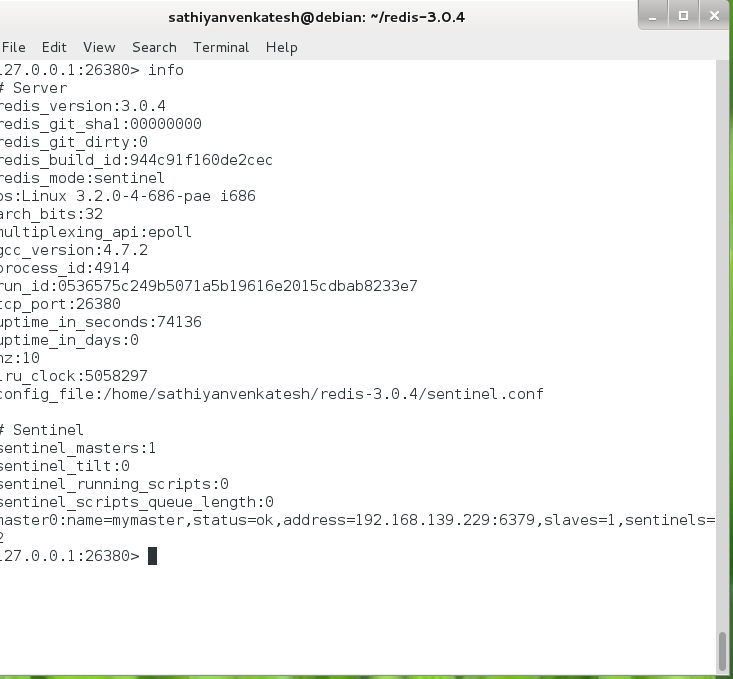 sathiyanvenkatesh@debian: ~/redis-3.0.4
File Edit View Search Terminal Help
127.0.0.1:26380> info
# Server
redis_version:3.0.4
redis_git_sha1:00000000
redis_git_dirty:0
redis_build_id:944c91f160de2cec
redis_mode:sentinel
os:Linux 3.2.0-4-686-pae i686
arch_bits:32
multiplexing_api:epoll
gcc_version:4.7.2
process_id:4914
run_id:0536575c249b5071a5b19616e2015cdbab8233e7
tcp_port:26380
uptime_in_seconds:74136
uptime_in_days:0
hz:10
lru_clock:5058297
config_file:/home/sathiyanvenkatesh/redis-3.0.4/sentinel.conf
# Sentinel
sentinel_masters:1
sentinel_tilt:0
sentinel_running_scripts:0
sentinel_scripts_queue_length:0
master0:name=mymaster,status=ok,address=192.168.139.229:6379,slaves=1,sentinels=
2
127.0.0.1:26380>